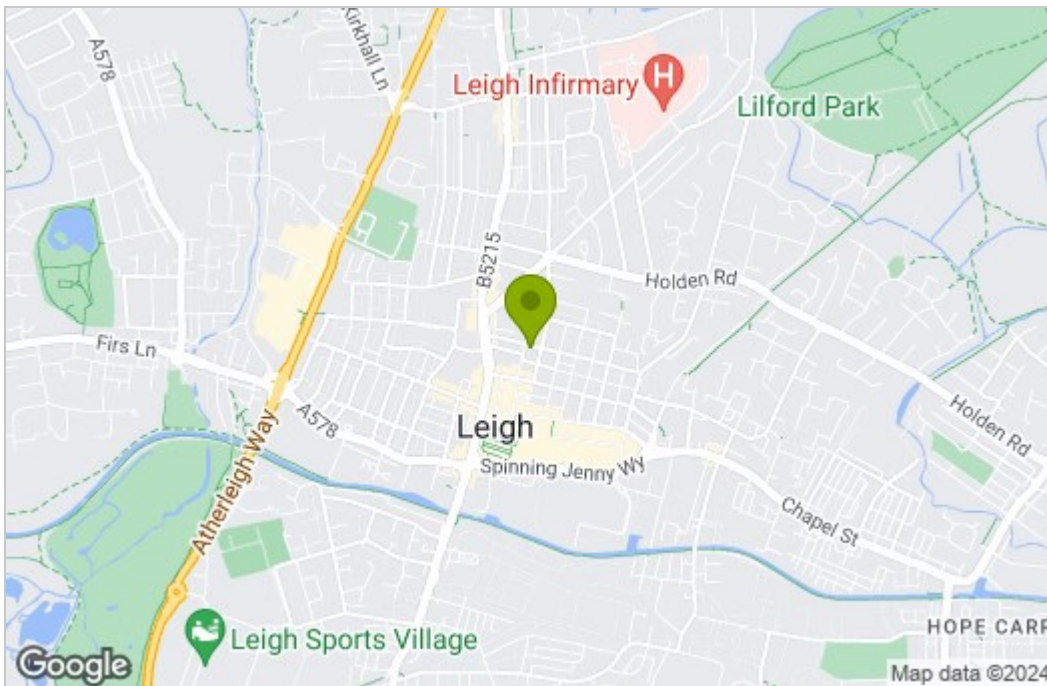 A578
Kirkhall Ln
Leigh Infirmary
H
Lilford Park
B5215
Holden Rd
Firs Ln
A578
Leigh
Spinning Jenny Wy
Holden Rd
Atherleigh Way
Chapel St
Leigh Sports Village
HOPE CARR
Google
Map data ©2024